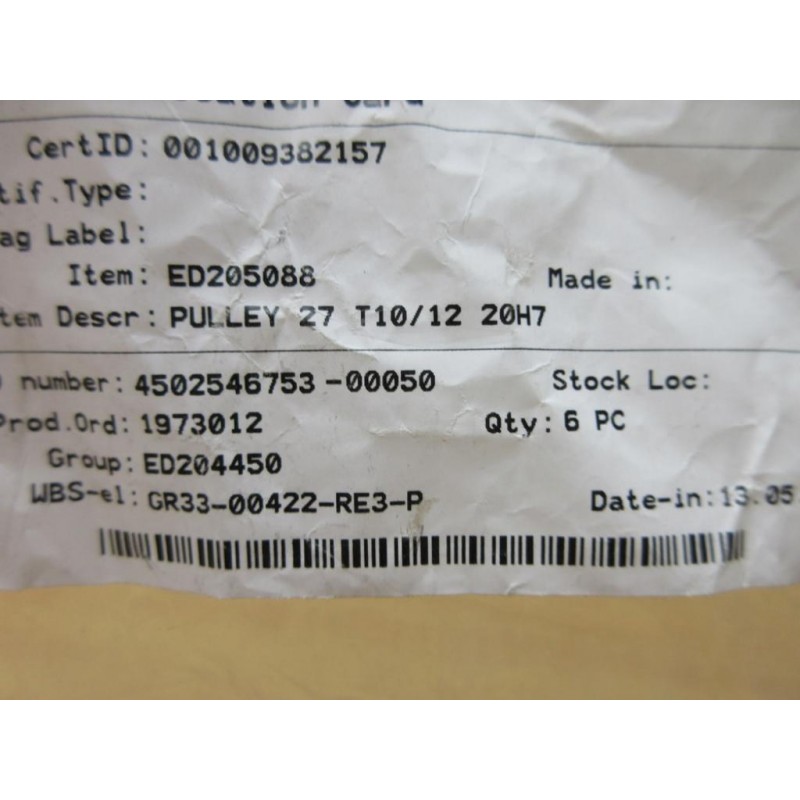 CertID: 001009382157
tif.Type:
ag Label:
Item: ED205088 Made in:
tem Descr: PULLEY 27 T10/12 20H7
number: 4502546753-00050 Stock Loc:
Prod.Ord: 1973012 Qty: 6 PC
Group: ED204450
WBS-el: GR33-00422-RE3-P Date-in: 13.05